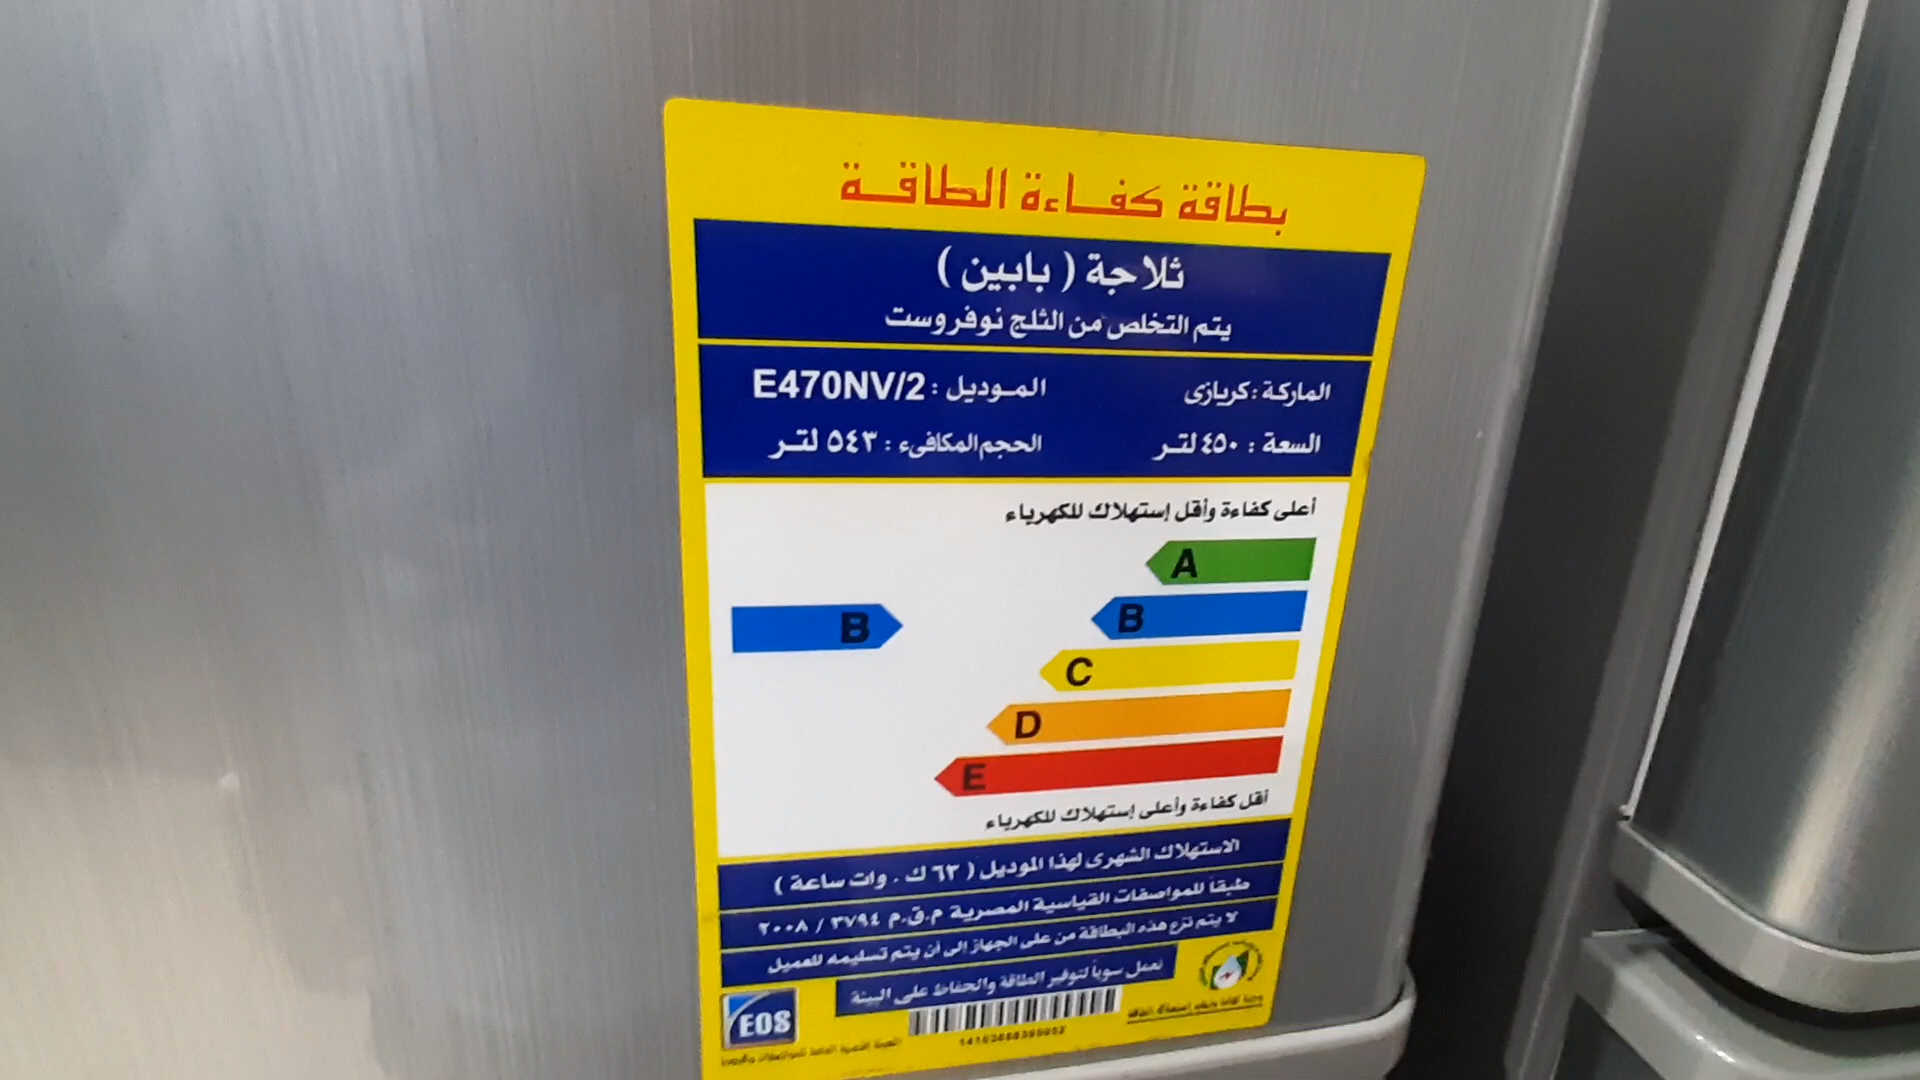 بطاقة كفاءة الطاقة
ثلاجة ( بابين )
يتم التخلص من الثلج نوفروست
الماركة : كريازى الموديل : E470NV/2
السعة : ٤٥٠ لتر الحجم المكافىء : ٥٤٣ لتر
أعلى كفاءة وأقل إستهلاك للكهرباء
A
B B
C
D
E
أقل كفاءة وأعلى إستهلاك للكهرباء
الاستهلاك الشهرى لهذا الموديل ( ٦٣ ك . وات ساعة )
طبقاً للمواصفات القياسية المصرية م.ق.م ٣٧٩٤ / ٢٠٠٨
لا يتم نزع هذه البطاقة من على الجهاز الى أن يتم تسليمه للعميل
نعمل سوياً لتوفير الطاقة والحفاظ على البيئة
EOS